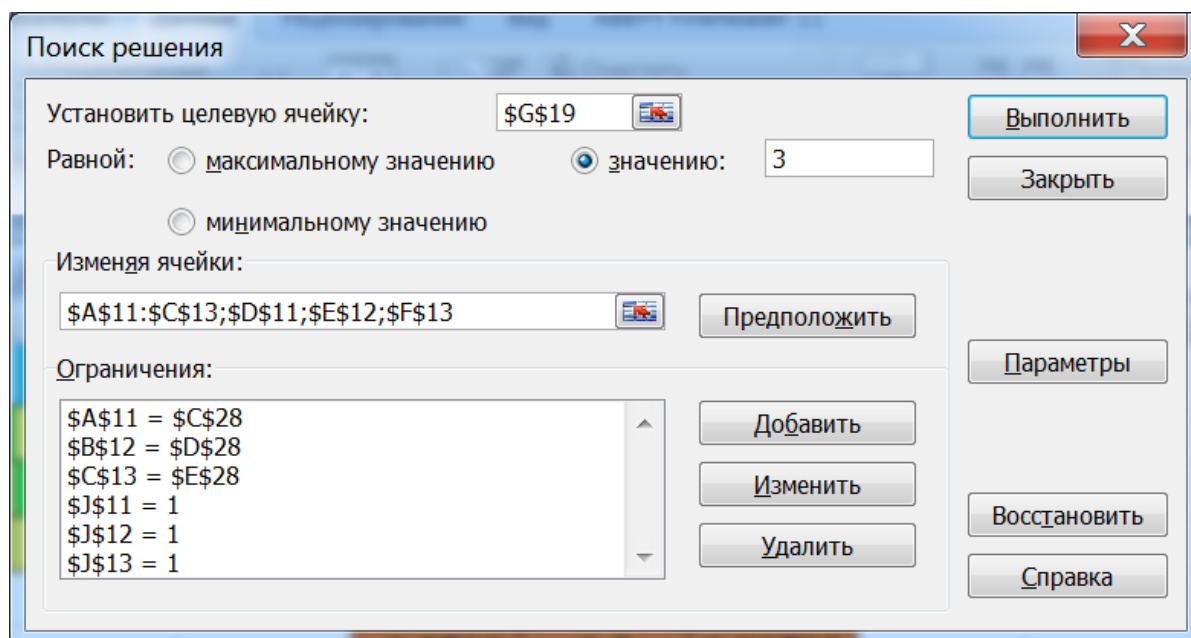 Поиск решения
Установить целевую ячейку: $G$19
Равной: максимальному значению значению: 3
минимальному значению
Изменяя ячейки:
$A$11:$C$13;$D$11;$E$12;$F$13
Предположить
Ограничения:
$A$11 = $C$28
$B$12 = $D$28
$C$13 = $E$28
$J$11 = 1
$J$12 = 1
$J$13 = 1
Добавить
Изменить
Удалить
Выполнить
Закрыть
Параметры
Восстановить
Справка